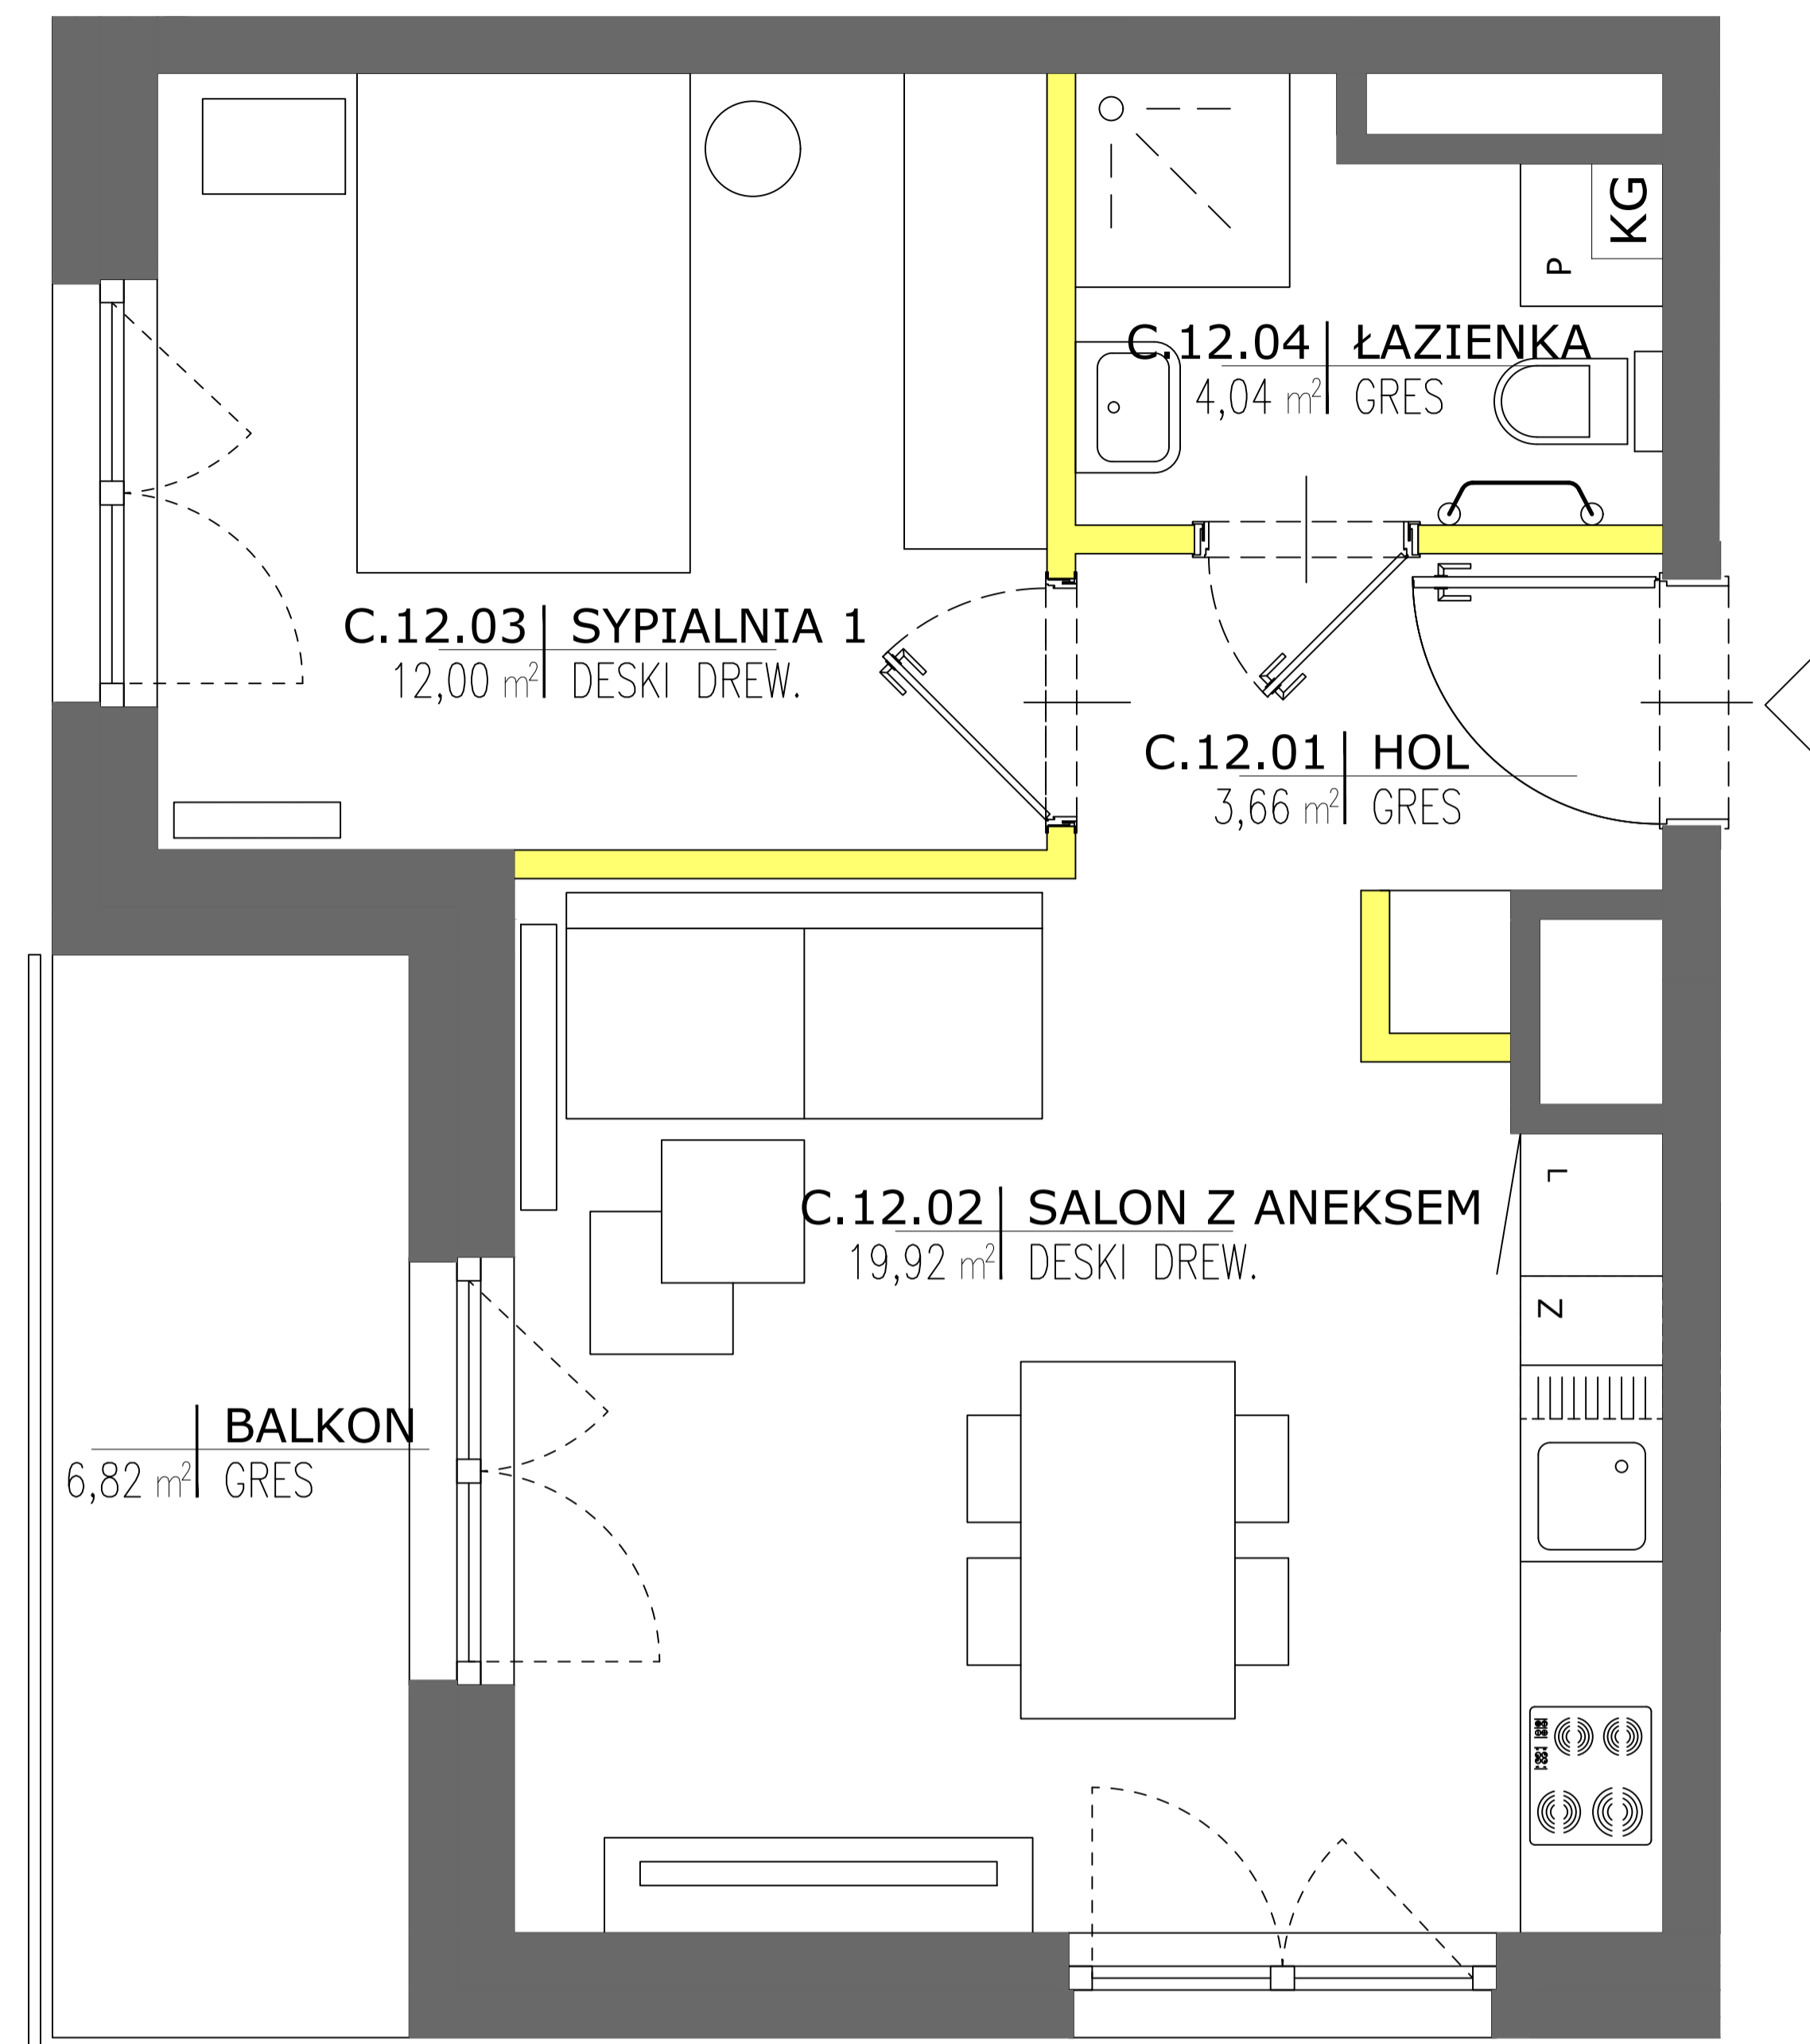 KG
P
C.12.04 ŁAZIENKA
4,04 m² GRES
C.12.03 SYPIALNIA 1
12,00 m² DESKI DREW.
C.12.01 HOL
3,66 m² GRES
L
C.12.02 SALON Z ANEKSEM
19,92 m² DESKI DREW.
Z
BALKON
6,82 m² GRES